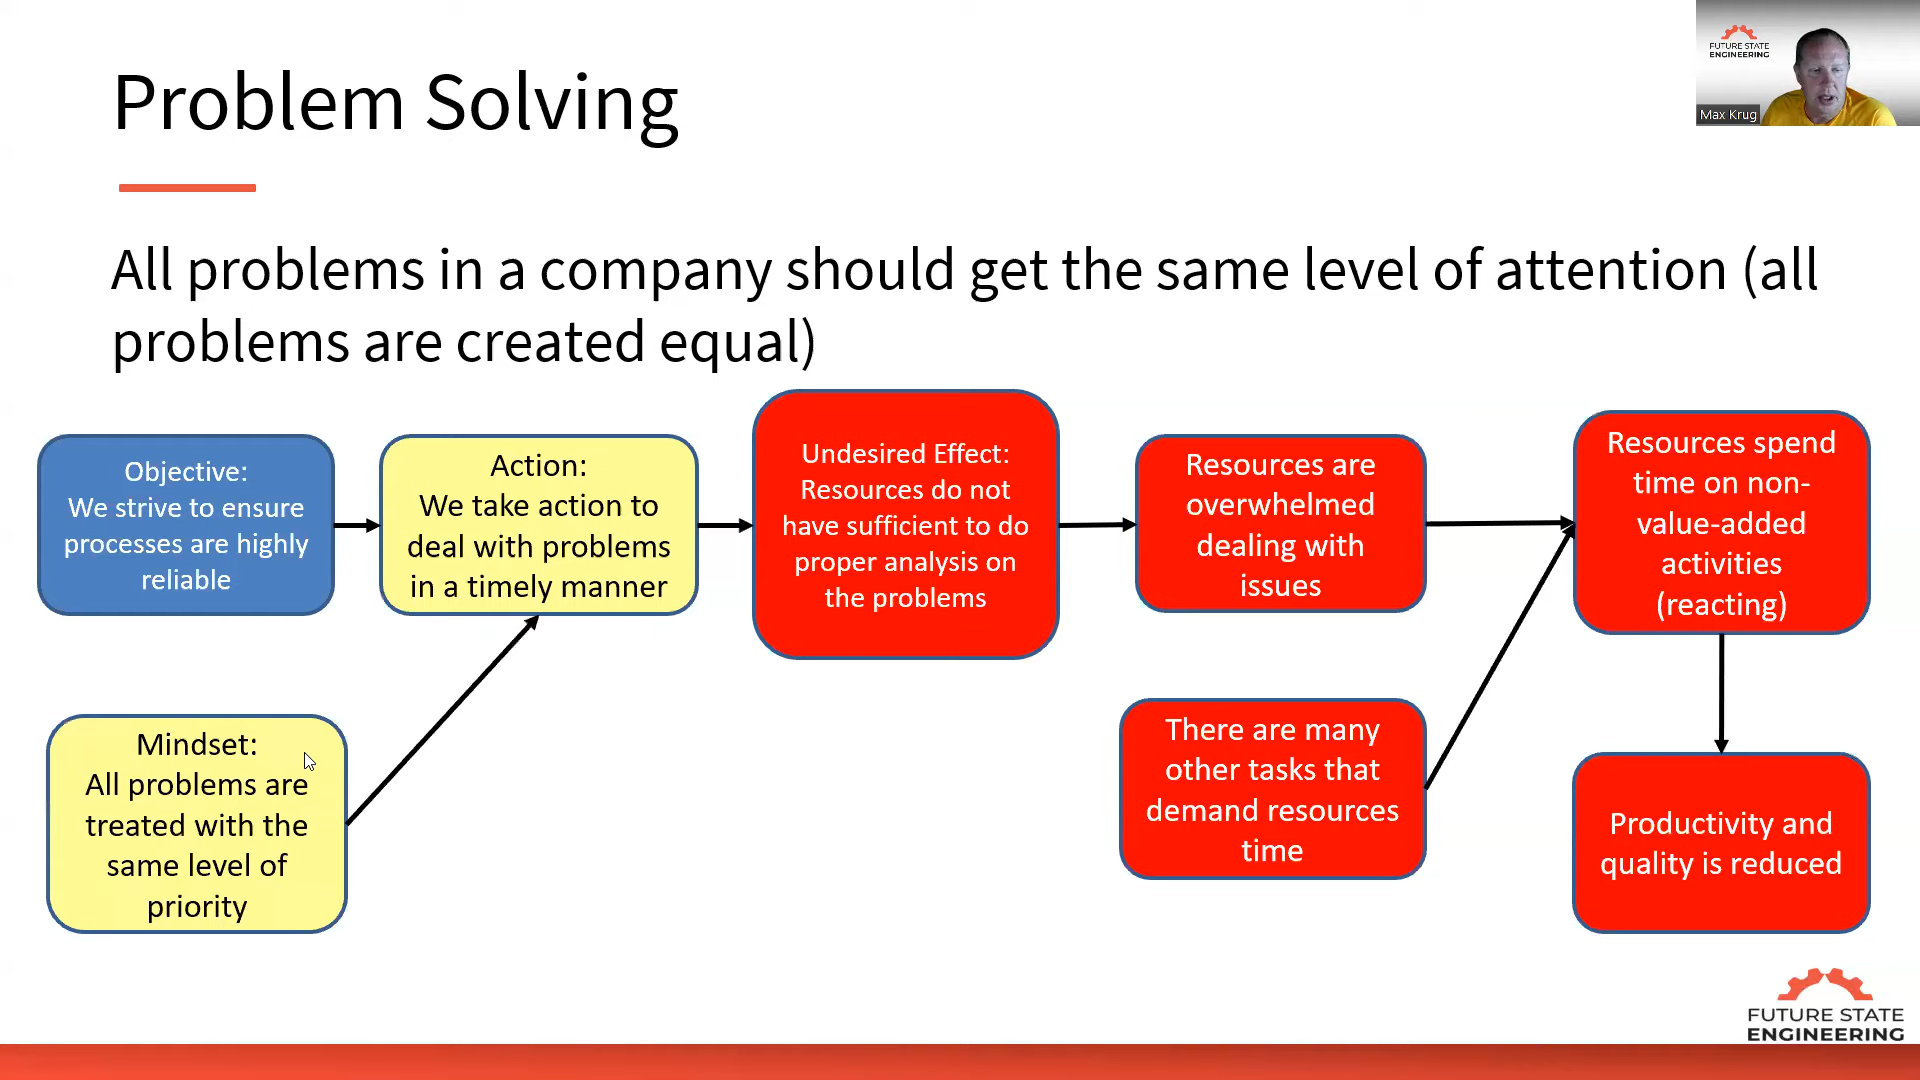 FUTURE STATE
ENGINEERING
Max Krug
Problem Solving
All problems in a company should get the same level of attention (all
problems are created equal)
Objective:
We strive to ensure
processes are highly
reliable
Action:
We take action to
deal with problems
in a timely manner
Undesired Effect:
Resources do not
have sufficient to do
proper analysis on
the problems
Resources are
overwhelmed
dealing with
issues
Resources spend
time on non-
value-added
activities
(reacting)
Mindset:
All problems are
treated with the
same level of
priority
There are many
other tasks that
demand resources
time
Productivity and
quality is reduced
FUTURE STATE
ENGINEERING